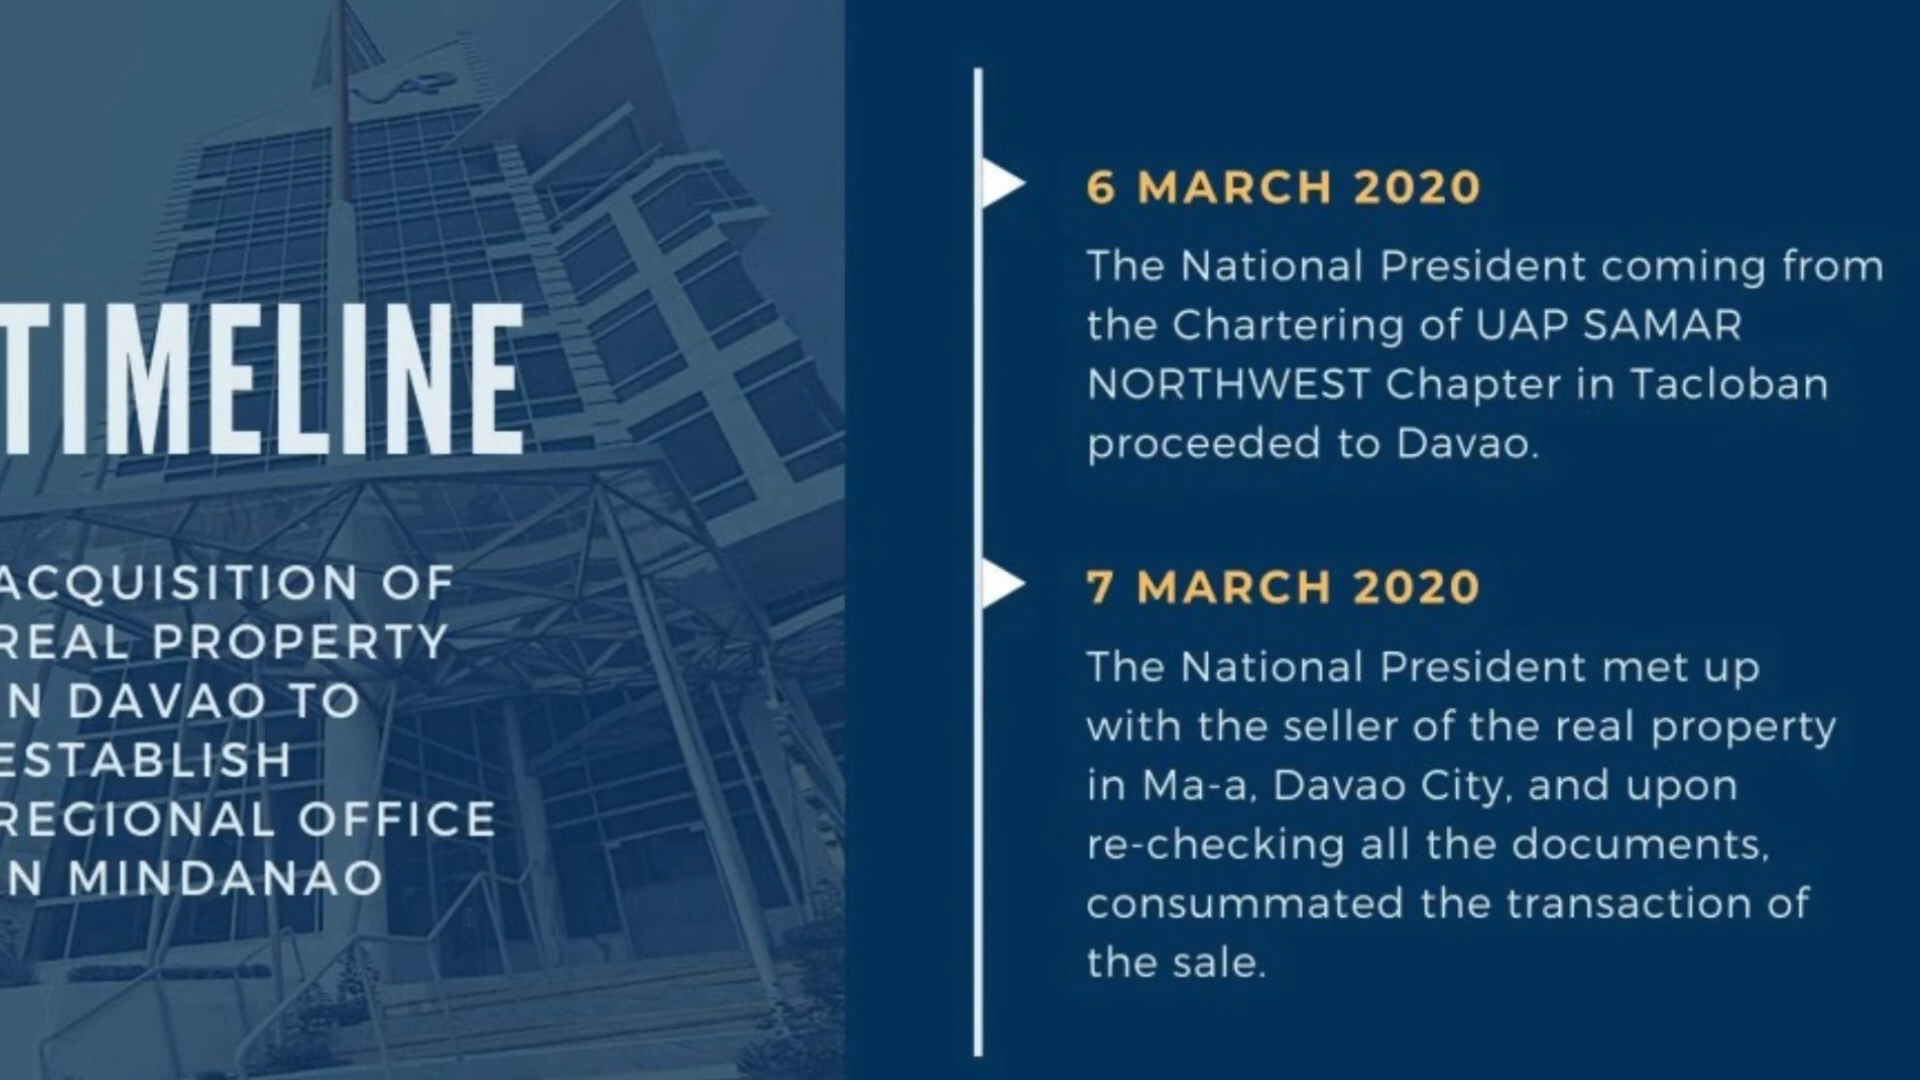 TIMELINE
ACQUISITION OF
REAL PROPERTY
IN DAVAO TO
ESTABLISH
REGIONAL OFFICE
IN MINDANAO
6 MARCH 2020
The National President coming from
the Chartering of UAP SAMAR
NORTHWEST Chapter in Tacloban
proceeded to Davao.
7 MARCH 2020
The National President met up
with the seller of the real property
in Ma-a, Davao City, and upon
re-checking all the documents,
consummated the transaction of
the sale.